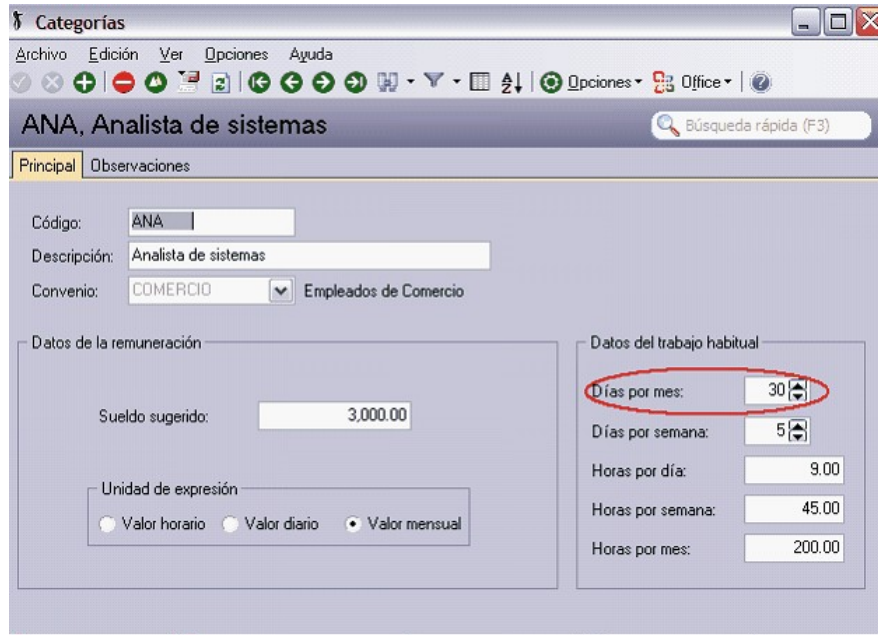 Categorías
Archivo Edición Ver Opciones Ayuda
Opciones Office
ANA, Analista de sistemas
Búsqueda rápida (F3)
Principal Observaciones
Código: ANA
Descripción: Analista de sistemas
Convenio: COMERCIO Empleados de Comercio
Datos de la remuneración
Sueldo sugerido: 3,000.00
Unidad de expresión
Valor horario Valor diario Valor mensual
Datos del trabajo habitual
Días por mes: 30
Días por semana: 5
Horas por día: 9.00
Horas por semana: 45.00
Horas por mes: 200.00